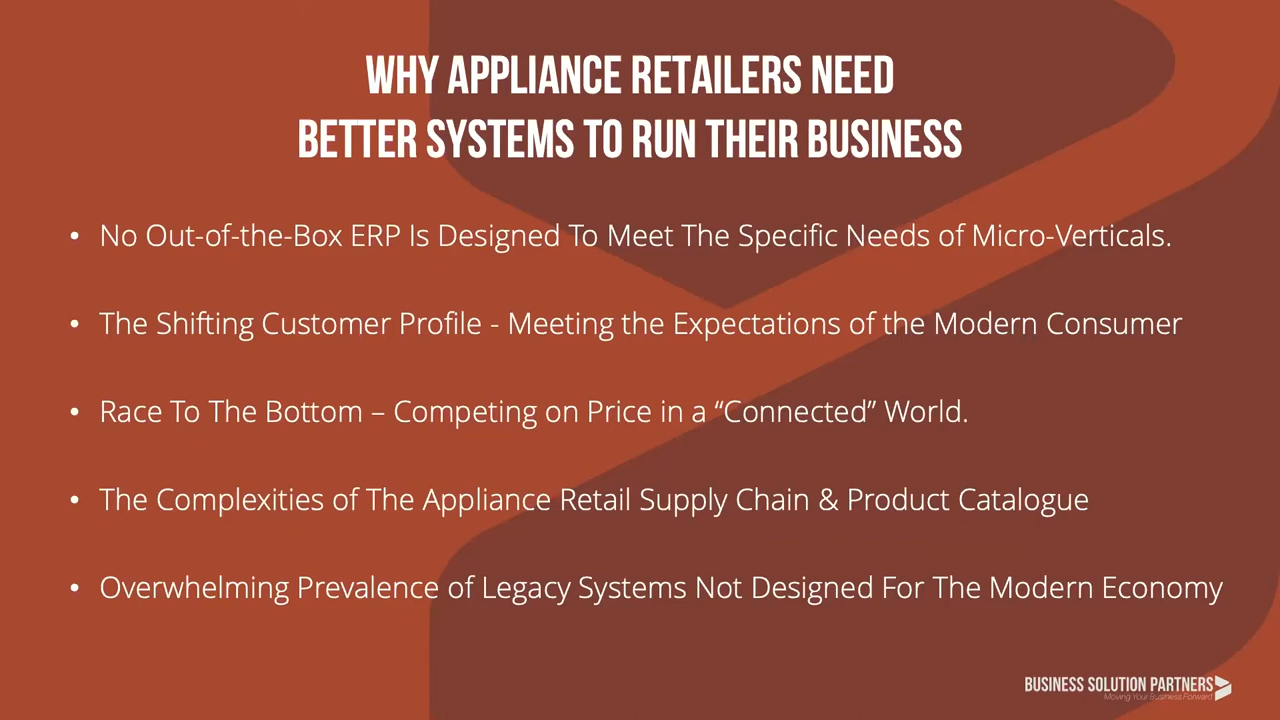 WHY APPLIANCE RETAILERS NEED
BETTER SYSTEMS TO RUN THEIR BUSINESS
• No Out-of-the-Box ERP Is Designed To Meet The Specific Needs of Micro-Verticals.
• The Shifting Customer Profile - Meeting the Expectations of the Modern Consumer
• Race To The Bottom – Competing on Price in a “Connected” World.
• The Complexities of The Appliance Retail Supply Chain & Product Catalogue
• Overwhelming Prevalence of Legacy Systems Not Designed For The Modern Economy
BUSINESS SOLUTION PARTNERS
Moving Your Business Forward